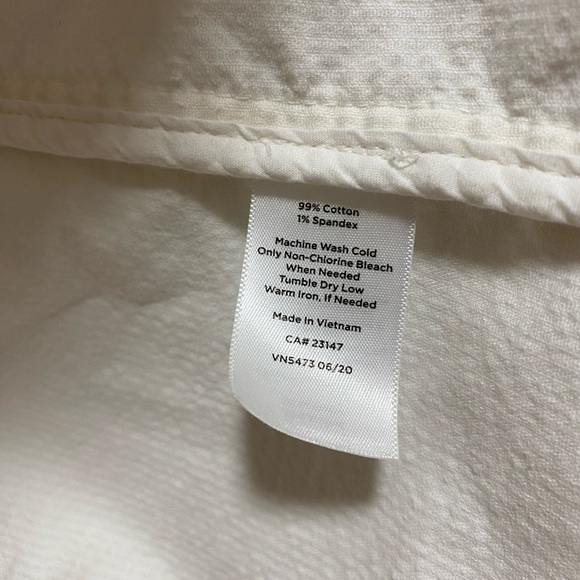 99% Cotton
1% Spandex
Machine Wash Cold
Only Non-Chlorine Bleach
When Needed
Tumble Dry Low
Warm Iron, If Needed
Made In Vietnam
CA# 23147
VN5473 06/20